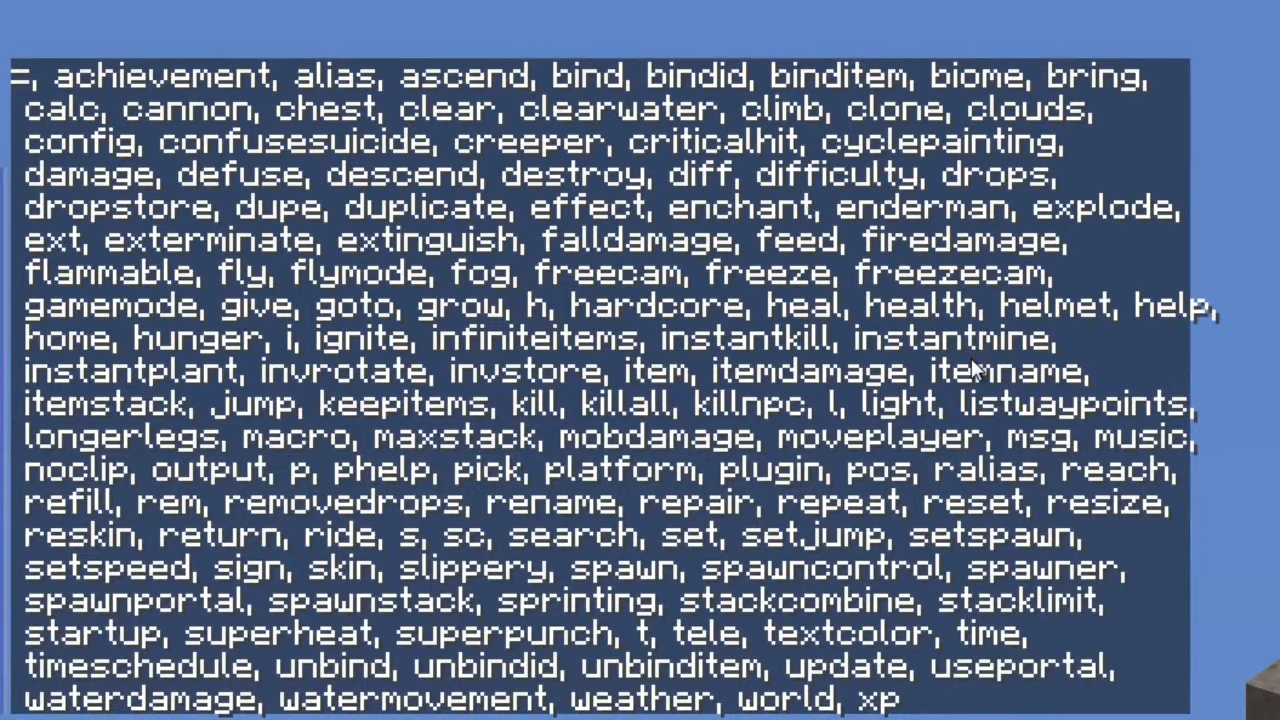 =, achievement, alias, ascend, bind, bindid, binditem, biome, bring,
calc, cannon, chest, clear, clearwater, climb, clone, clouds,
config, confusesuicide, creeper, criticalhit, cyclepainting,
damage, defuse, descend, destroy, diff, difficulty, drops,
dropstore, dupe, duplicate, effect, enchant, enderman, explode,
ext, exterminate, extinguish, falldamage, feed, firedamage,
flammable, fly, flymode, fog, freecam, freeze, freezecam,
gamemode, give, goto, grow, h, hardcore, heal, health, helmet, help,
home, hunger, i, ignite, infiniteitems, instantkill, instantmine,
instantplant, invrotate, invstore, item, itemdamage, itemname,
itemstack, jump, keepitems, kill, killall, killnpc, l, light, listwaypoints,
longerlegs, macro, maxstack, mobdamage, moveplayer, msg, music,
noclip, output, p, phelp, pick, platform, plugin, pos, ralias, reach,
refill, rem, removedrops, rename, repair, repeat, reset, resize,
reskin, return, ride, s, sc, search, set, setjump, setspawn,
setspeed, sign, skin, slippery, spawn, spawncontrol, spawner,
spawnportal, spawnstack, sprinting, stackcombine, stacklimit,
startup, superheat, superpunch, t, tele, textcolor, time,
timeschedule, unbind, unbindid, unbinditem, update, useportal,
waterdamage, watermovement, weather, world, xp